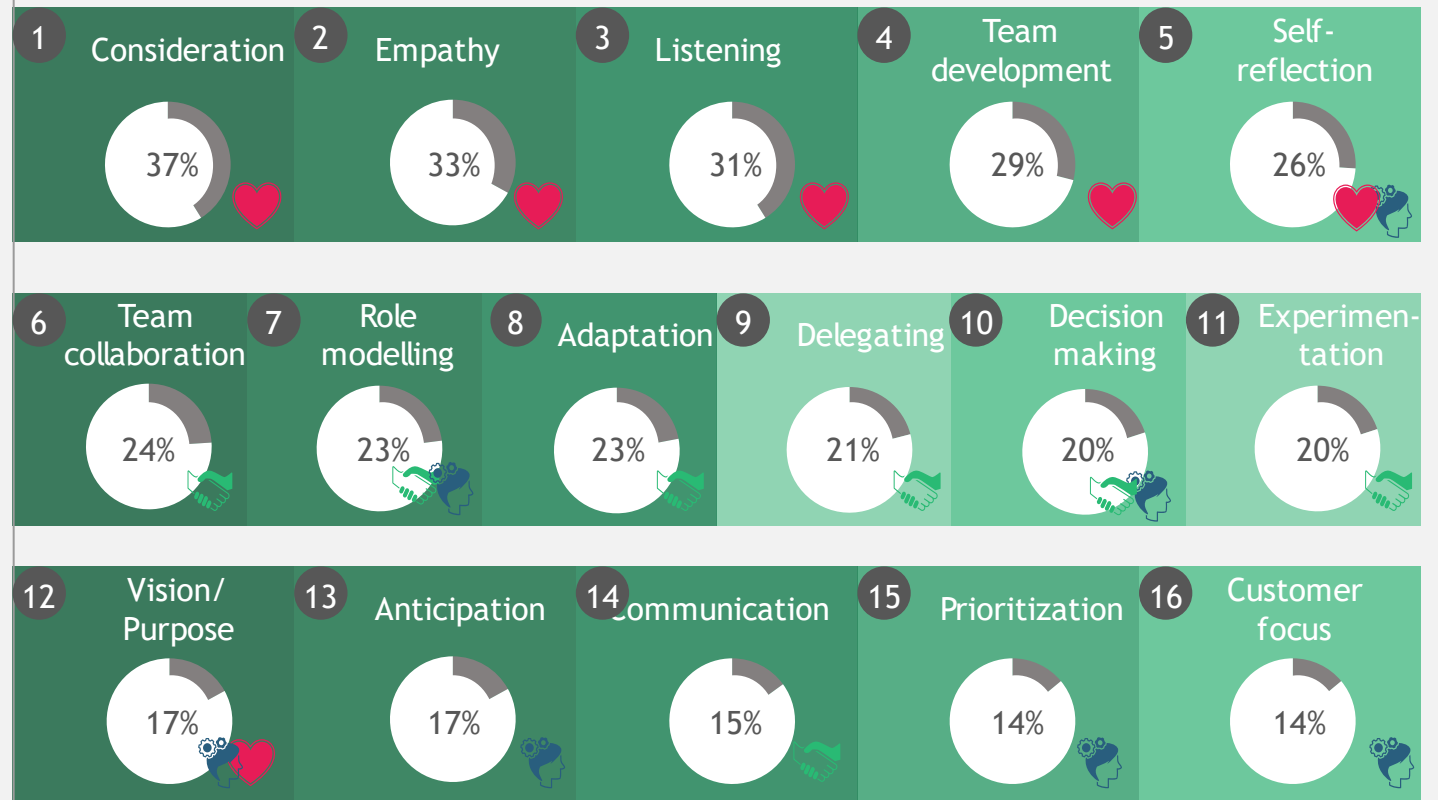 1
Consideration
37%
2
Empathy
33%
3
Listening
31%
4
Team
development
29%
5
Self-
reflection
26%
6
Team
collaboration
24%
7
Role
modelling
23%
8
Adaptation
23%
9
Delegating
21%
10
Decision
making
20%
11
Experimen-
tation
20%
12
Vision/
Purpose
17%
13
Anticipation
17%
14
Communication
15%
15
Prioritization
14%
16
Customer
focus
14%